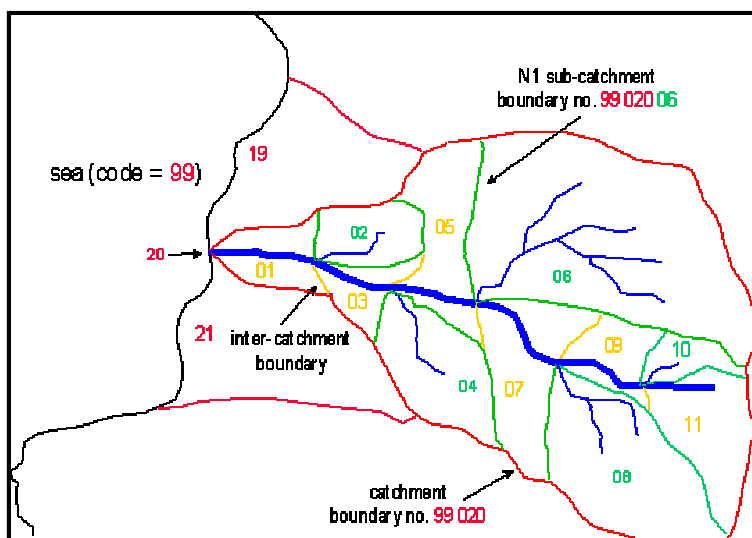 N1 sub-catchment
boundary no. 99 020 06
19
sea (code = 99)
02
05
20
01
06
03
21
inter-catchment
boundary
09
10
04
07
11
08
catchment
boundary no. 99 020